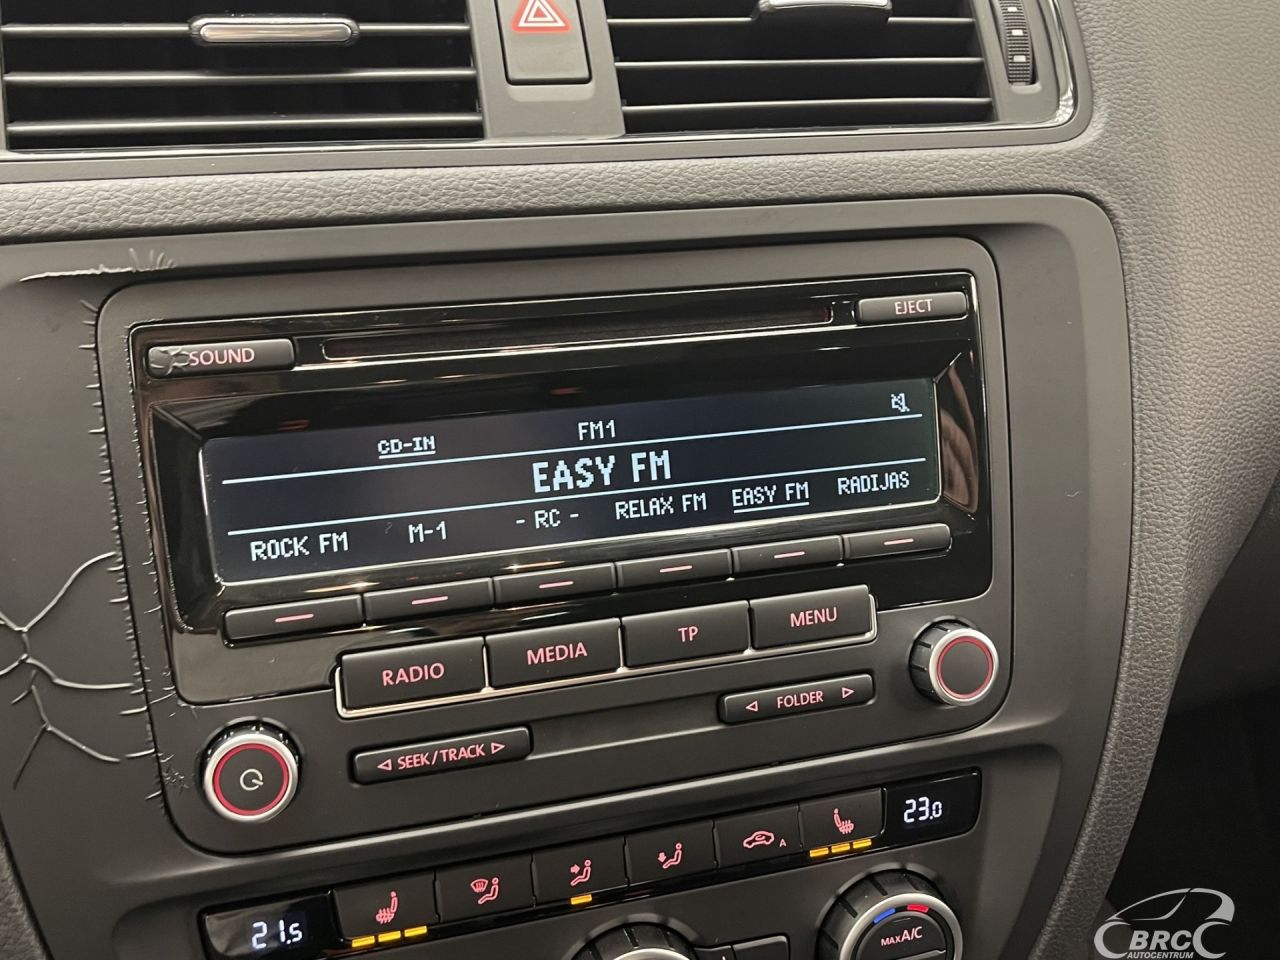 EJECT
SOUND
CD-IN
FM1
EASY FM
ROCK FM
M-1
- RC -
RELAX FM
EASY FM
RADIJAS
RADIO
MEDIA
TP
MENU
FOLDER
SEEK/TRACK
23.0
A
21.5
MAX A/C
BRC
AUTOCENTRUM